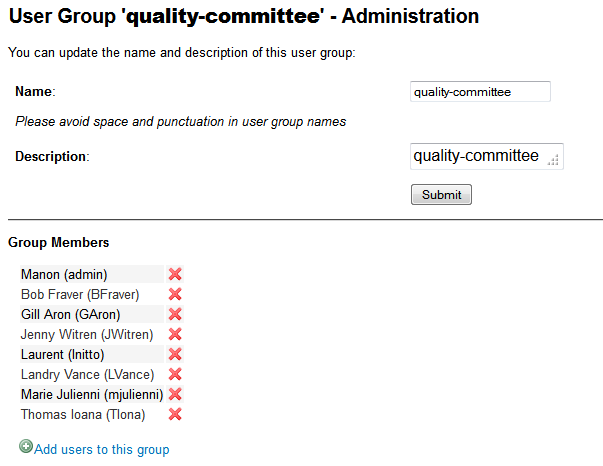 User Group 'quality-committee' - Administration
You can update the name and description of this user group:
Name:
quality-committee
Please avoid space and punctuation in user group names
Description:
quality-committee
Submit
Group Members
Manon (admin)
Bob Fraver (BFraver)
Gill Aron (GAron)
Jenny Witren (JWitren)
Laurent (lnitto)
Landry Vance (LVance)
Marie Julienni (mjulienni)
Thomas Ioana (TIona)
Add users to this group